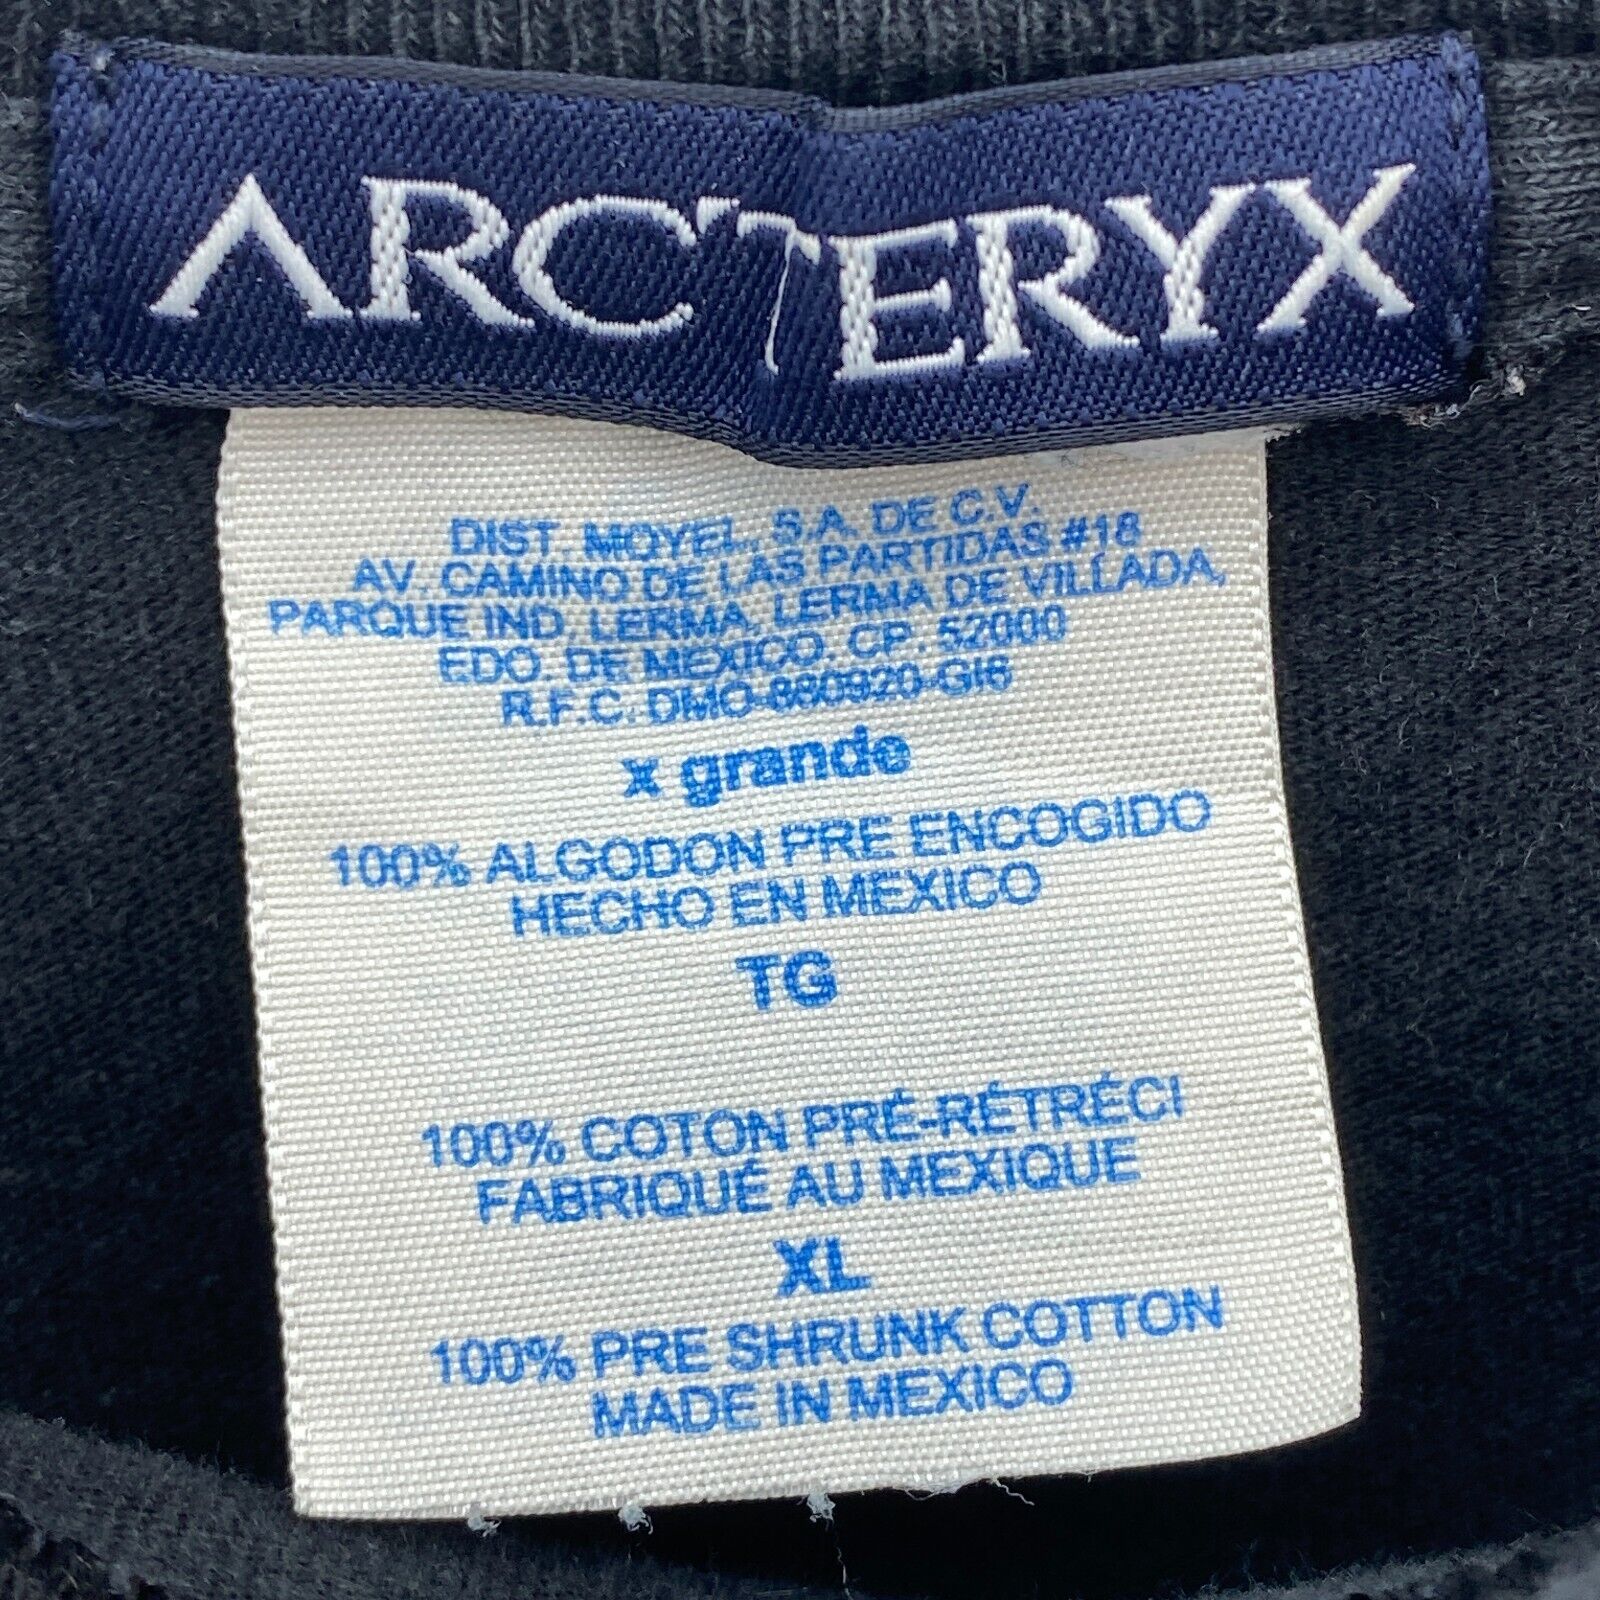 ARC'TERYX
DIST. MOYEL, S.A. DE C.V.
AV. CAMINO DE LAS PARTIDAS #18
PARQUE IND. LERMA, LERMA DE VILLADA,
EDO. DE MEXICO. CP. 52000
R.F.C. DMO-880920-GI6
x grande
100% ALGODON PRE ENCOGIDO
HECHO EN MEXICO
TG
100% COTON PRÉ-RÉTRÉCI
FABRIQUÉ AU MEXIQUE
XL
100% PRE SHRUNK COTTON
MADE IN MEXICO